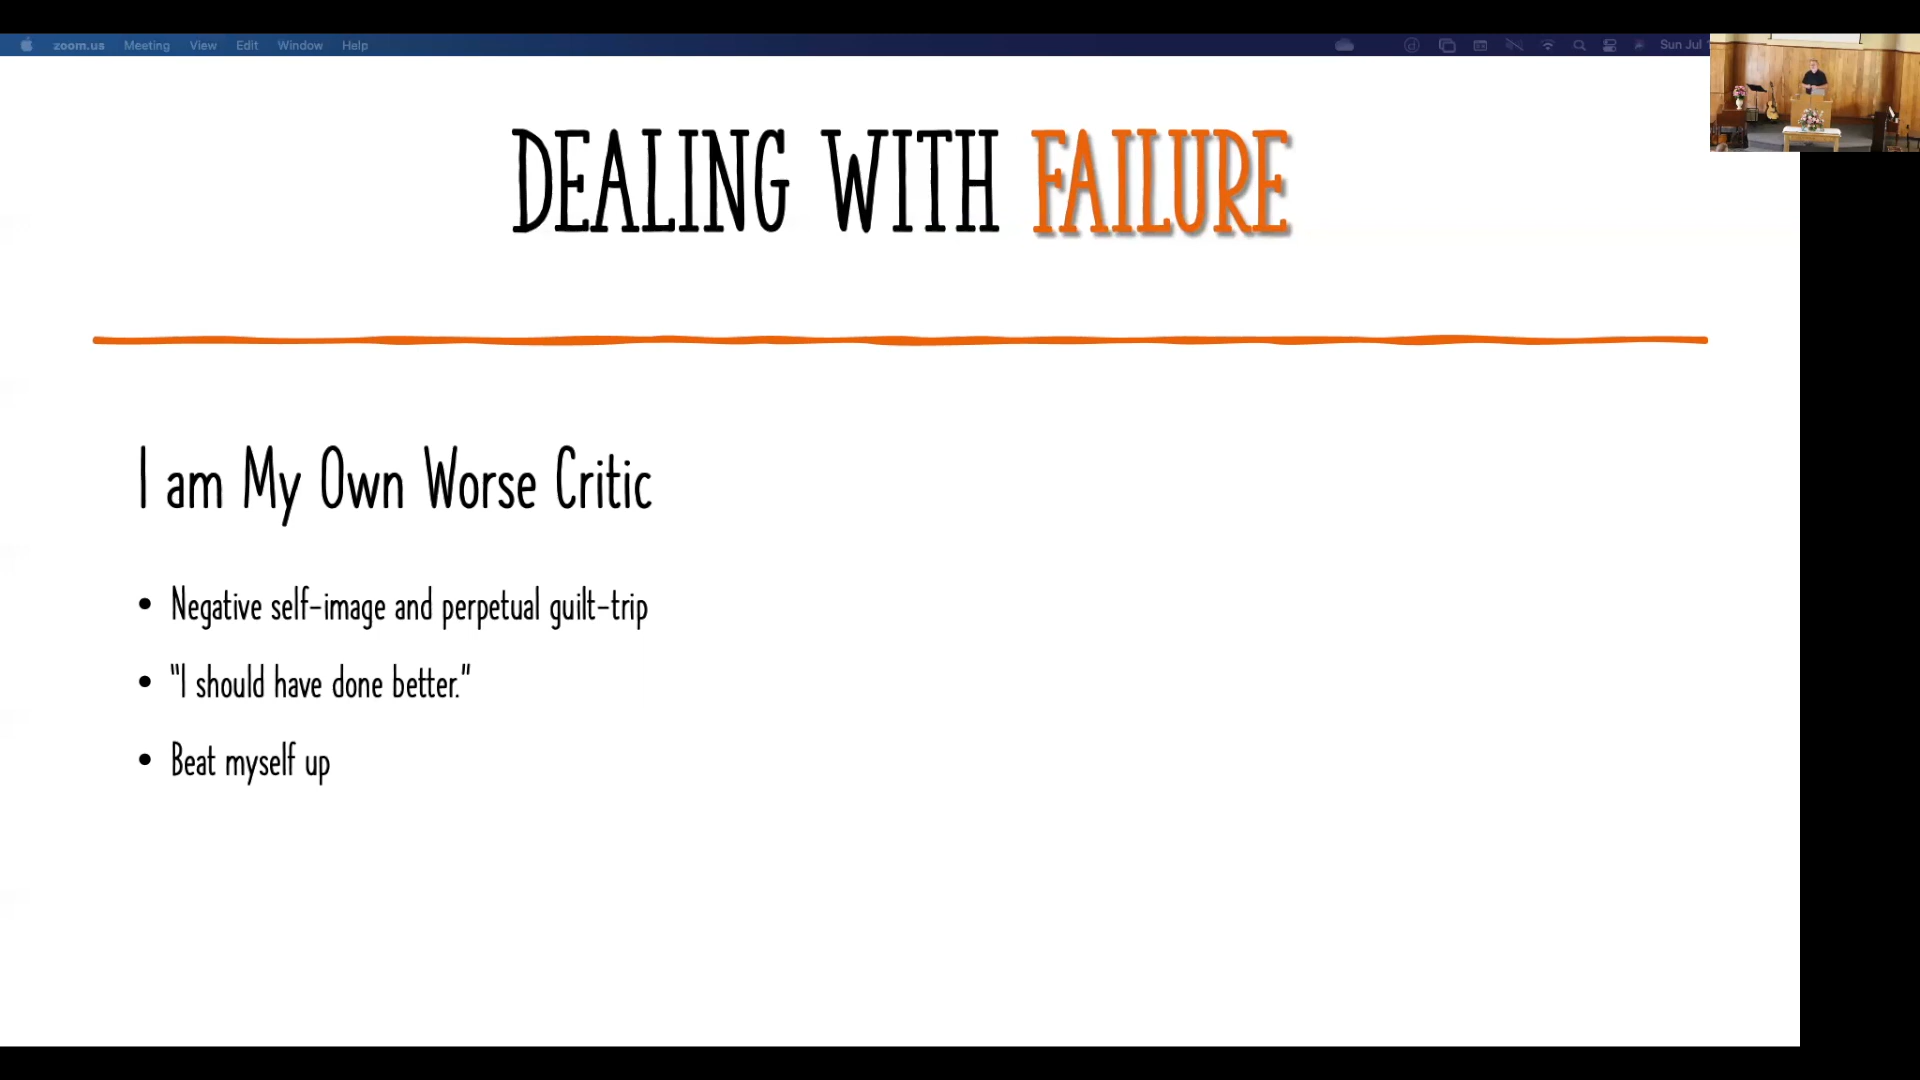 zoom.us Meeting View Edit Window Help Sun Jul
DEALING WITH FAILURE
I am My Own Worse Critic
• Negative self-image and perpetual guilt-trip
• “I should have done better.”
• Beat myself up